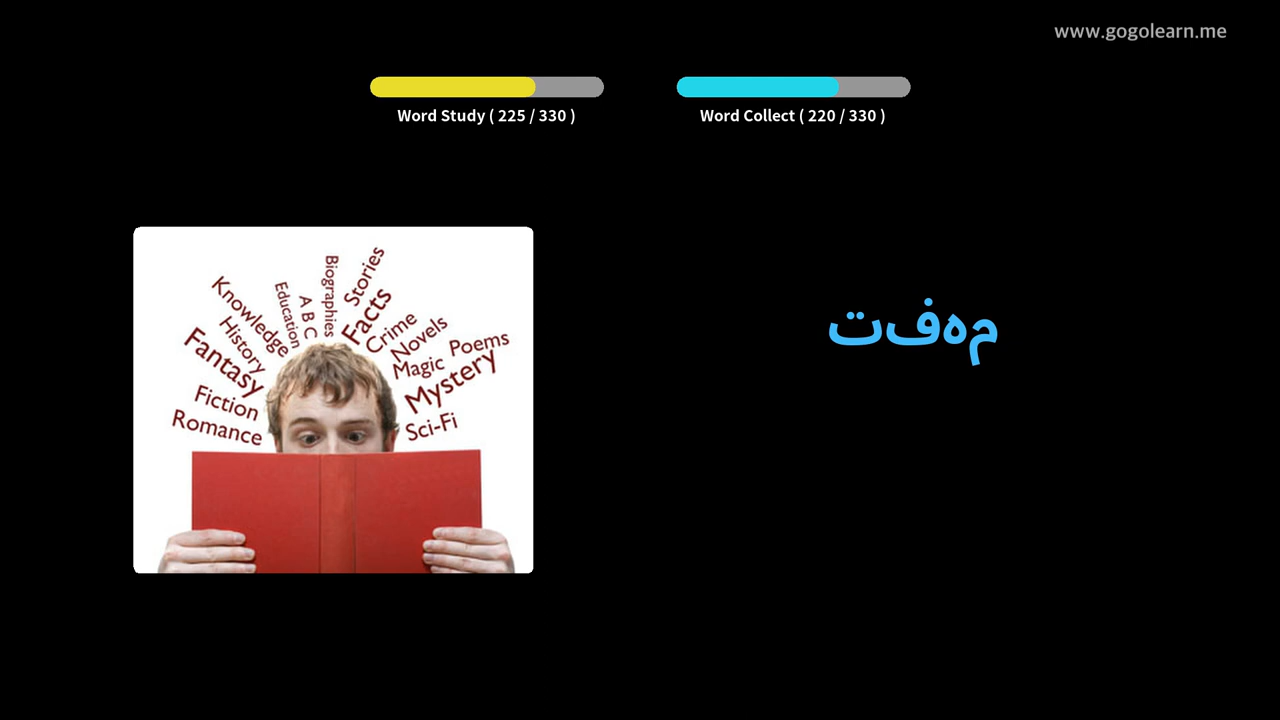 www.gogolearn.me
Word Study ( 225 / 330 )
Word Collect ( 220 / 330 )
Knowledge
History
Fantasy
Fiction
Romance
Education
A B C
Biographies
Stories
Facts
Crime
Novels
Magic
Poems
Mystery
Sci-Fi
مهفت